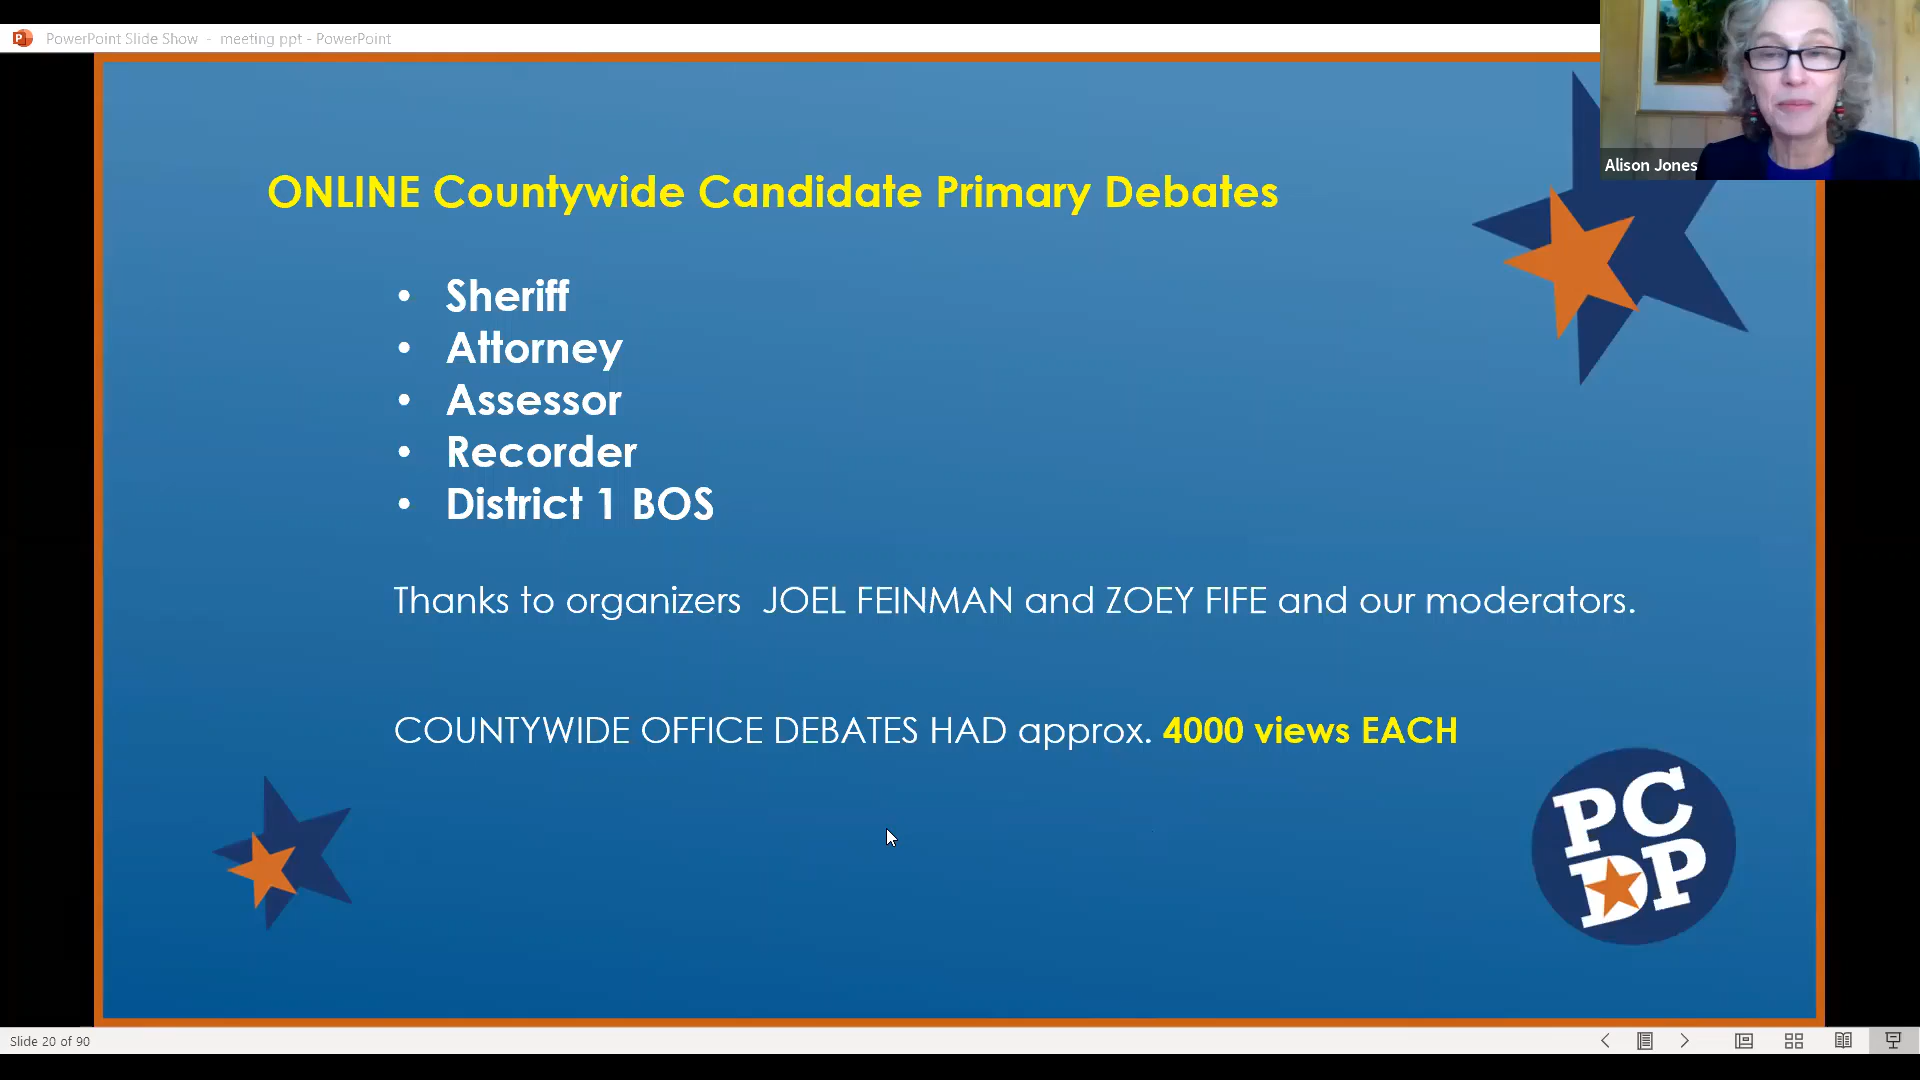 PowerPoint Slide Show - meeting ppt - PowerPoint
Alison Jones
ONLINE Countywide Candidate Primary Debates
• Sheriff
• Attorney
• Assessor
• Recorder
• District 1 BOS
Thanks to organizers JOEL FEINMAN and ZOEY FIFE and our moderators.
COUNTYWIDE OFFICE DEBATES HAD approx. 4000 views EACH
PC
DP
Slide 20 of 90